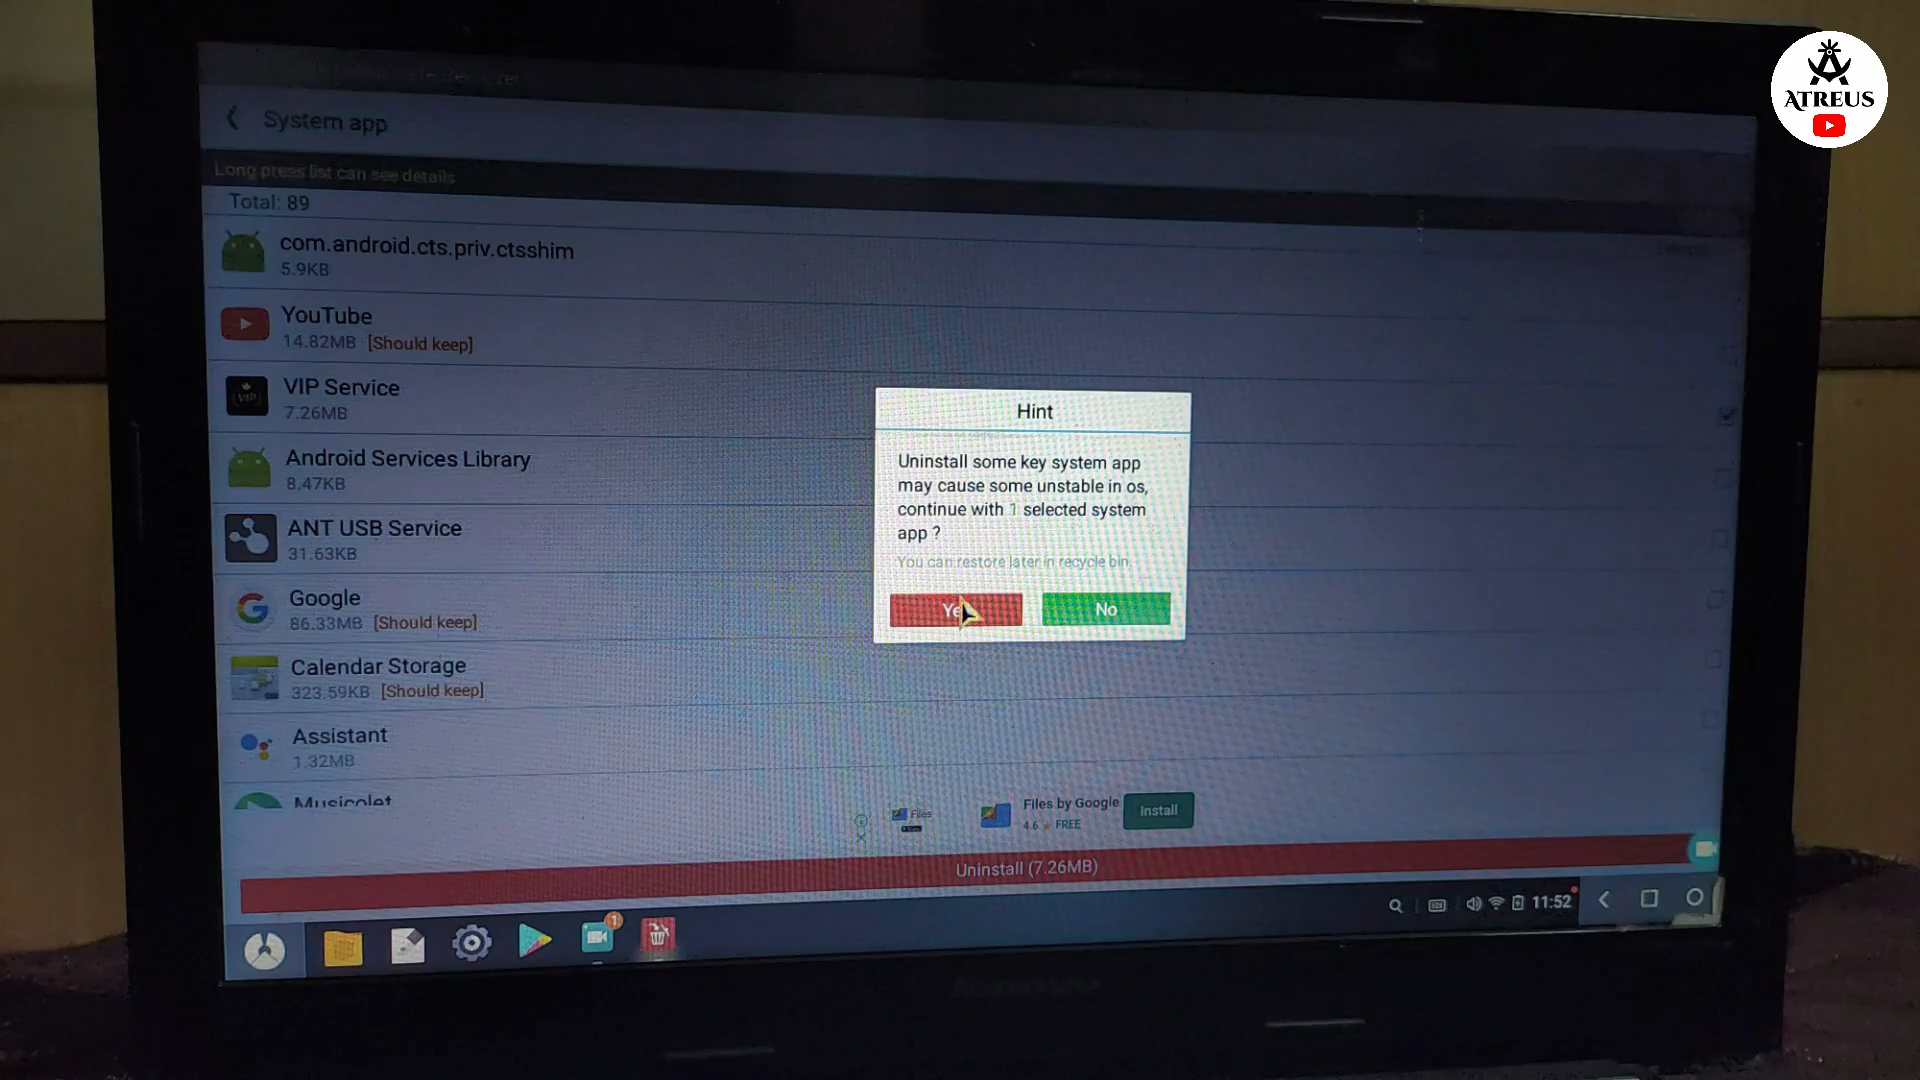 ATREUS
System app
Long press list can see details
Total: 89
com.android.cts.priv.ctsshim
5.9KB
YouTube
14.82MB [Should keep]
VIP Service
7.26MB
Android Services Library
8.47KB
ANT USB Service
31.63KB
Google
86.33MB [Should keep]
Calendar Storage
323.59KB [Should keep]
Assistant
1.32MB
Musicolet
Hint
Uninstall some key system app
may cause some unstable in os,
continue with 1 selected system
app ?
You can restore later in recycle bin.
Yes
No
Files
Files by Google
4.6 ★ FREE
Install
Uninstall (7.26MB)
1
11:52
lenovo